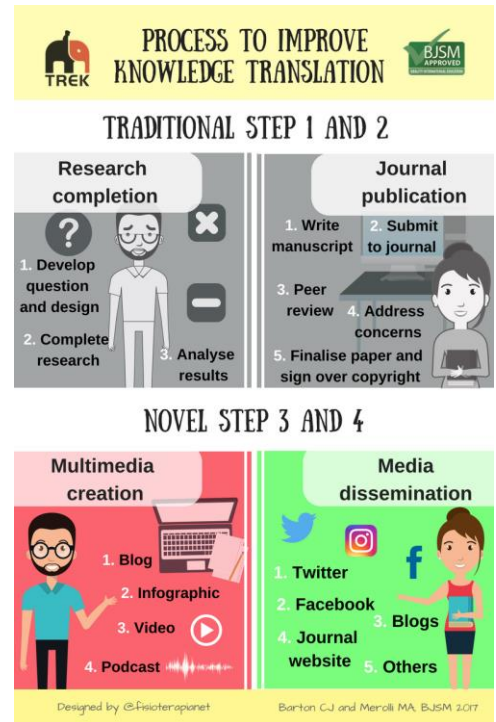 TREK
PROCESS TO IMPROVE
KNOWLEDGE TRANSLATION
BJSM
APPROVED
TRADITIONAL STEP 1 AND 2
Research
completion
?
1. Develop
question
and design
2. Complete
research
3. Analyse
results
Journal
publication
1. Write
manuscript
2. Submit
to journal
3. Peer
review
4. Address
concerns
5. Finalise paper and
sign over copyright
NOVEL STEP 3 AND 4
Multimedia
creation
1. Blog
2. Infographic
3. Video
4. Podcast
Media
dissemination
f
1. Twitter
2. Facebook
3. Blogs
4. Journal
website
5. Others
Designed by @fisioterapianet
Barton CJ and Merolli MA, BJSM 2017